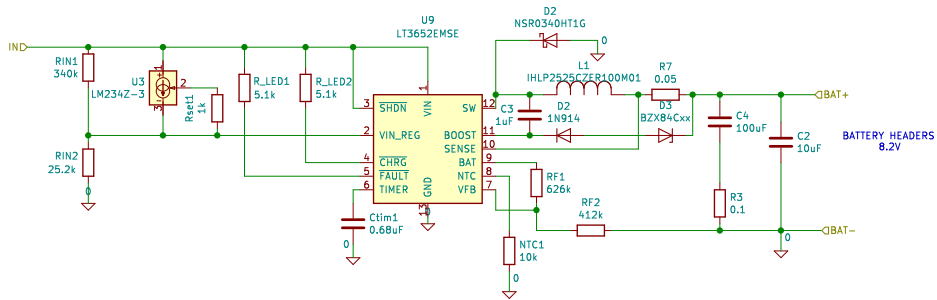 D2
NSR0340HT1G
U9
LT3652EMSE
IN
0
RIN1
340k
U3
LM234Z-3
1
2
3
Rset1
1k
R_LED1
5.1k
R_LED2
5.1k
L1
IHLP2525CZER100M01
R7
0.05
BAT+
3
SHDN
VIN
1
SW
12
C3
1uF
D2
1N914
D3
BZX84Cxx
C4
100uF
C2
10uF
BATTERY HEADERS
8.2V
2
VIN_REG
BOOST
11
SENSE
10
RIN2
25.2k
0
4
CHRG
BAT
9
5
FAULT
NTC
8
6
TIMER
GND
VFB
7
13
0
RF1
626k
RF2
412k
R3
0.1
Ctim1
0.68uF
0
NTC1
10k
0
0
BAT-